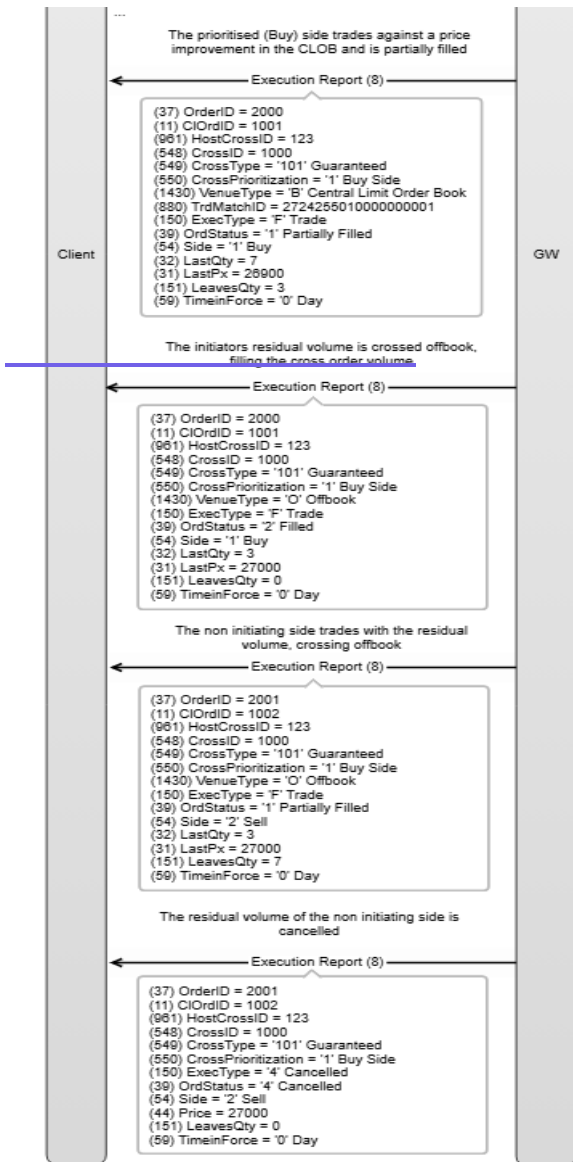 ...
The prioritised (Buy) side trades against a price
improvement in the CLOB and is partially filled
Execution Report (8)
(37) OrderID = 2000
(11) ClOrdID = 1001
(961) HostCrossID = 123
(548) CrossID = 1000
(549) CrossType = '101' Guaranteed
(550) CrossPrioritization = '1' Buy Side
(1430) VenueType = 'B' Central Limit Order Book
(880) TrdMatchID = 2724255010000000001
(150) ExecType = 'F' Trade
(39) OrdStatus = '1' Partially Filled
(54) Side = '1' Buy
(32) LastQty = 7
(31) LastPx = 26900
(151) LeavesQty = 3
(59) TimeinForce = '0' Day
Client
GW
The initiators residual volume is crossed offbook,
filling the cross order volume
Execution Report (8)
(37) OrderID = 2000
(11) ClOrdID = 1001
(961) HostCrossID = 123
(548) CrossID = 1000
(549) CrossType = '101' Guaranteed
(550) CrossPrioritization = '1' Buy Side
(1430) VenueType = 'O' Offbook
(150) ExecType = 'F' Trade
(39) OrdStatus = '2' Filled
(54) Side = '1' Buy
(32) LastQty = 3
(31) LastPx = 27000
(151) LeavesQty = 0
(59) TimeinForce = '0' Day
The non initiating side trades with the residual
volume, crossing offbook
Execution Report (8)
(37) OrderID = 2001
(11) ClOrdID = 1002
(961) HostCrossID = 123
(548) CrossID = 1000
(549) CrossType = '101' Guaranteed
(550) CrossPrioritization = '1' Buy Side
(1430) VenueType = 'O' Offbook
(150) ExecType = 'F' Trade
(39) OrdStatus = '1' Partially Filled
(54) Side = '2' Sell
(32) LastQty = 3
(31) LastPx = 27000
(151) LeavesQty = 7
(59) TimeinForce = '0' Day
The residual volume of the non initiating side is
cancelled
Execution Report (8)
(37) OrderID = 2001
(11) ClOrdID = 1002
(961) HostCrossID = 123
(548) CrossID = 1000
(549) CrossType = '101' Guaranteed
(550) CrossPrioritization = '1' Buy Side
(150) ExecType = '4' Cancelled
(39) OrdStatus = '4' Cancelled
(54) Side = '2' Sell
(44) Price = 27000
(151) LeavesQty = 0
(59) TimeinForce = '0' Day